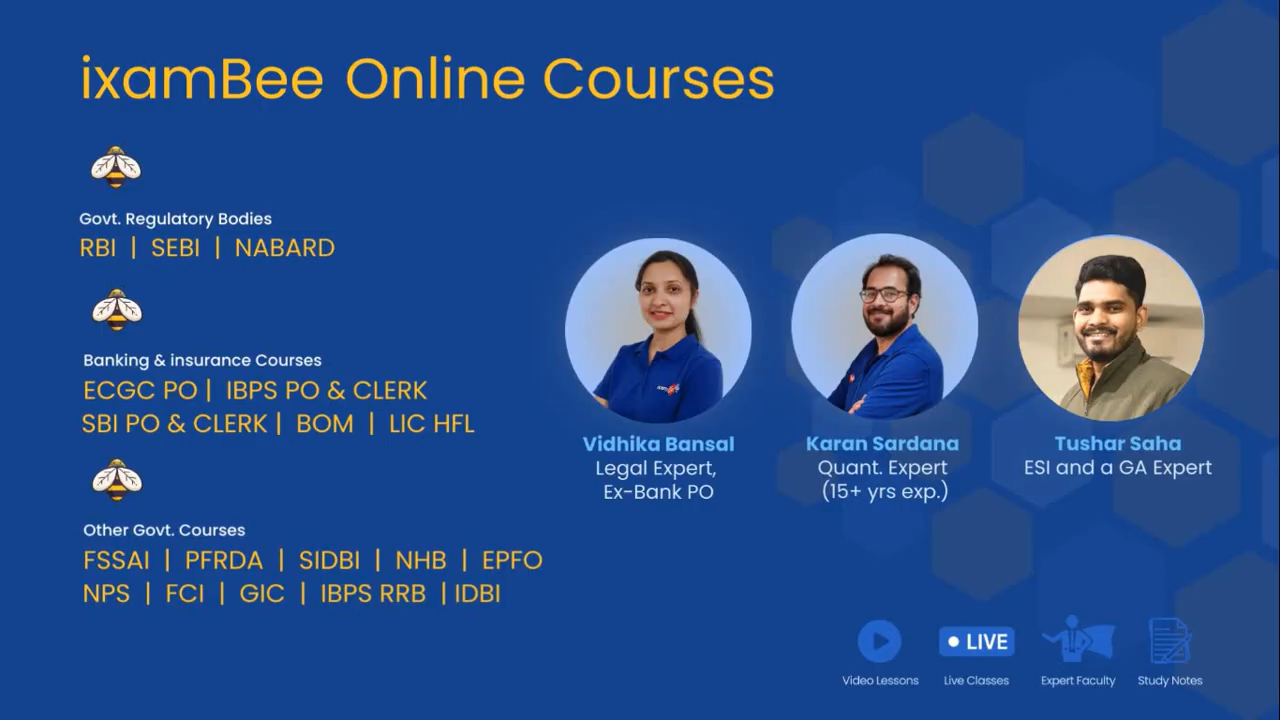 ixamBee Online Courses
Govt. Regulatory Bodies
RBI | SEBI | NABARD
Banking & insurance Courses
ECGC PO | IBPS PO & CLERK
SBI PO & CLERK | BOM | LIC HFL
Other Govt. Courses
FSSAI | PFRDA | SIDBI | NHB | EPFO
NPS | FCI | GIC | IBPS RRB | IDBI
Vidhika Bansal
Legal Expert,
Ex-Bank PO
Karan Sardana
Quant. Expert
(15+ yrs exp.)
Tushar Saha
ESI and a GA Expert
LIVE
Video Lessons
Live Classes
Expert Faculty
Study Notes